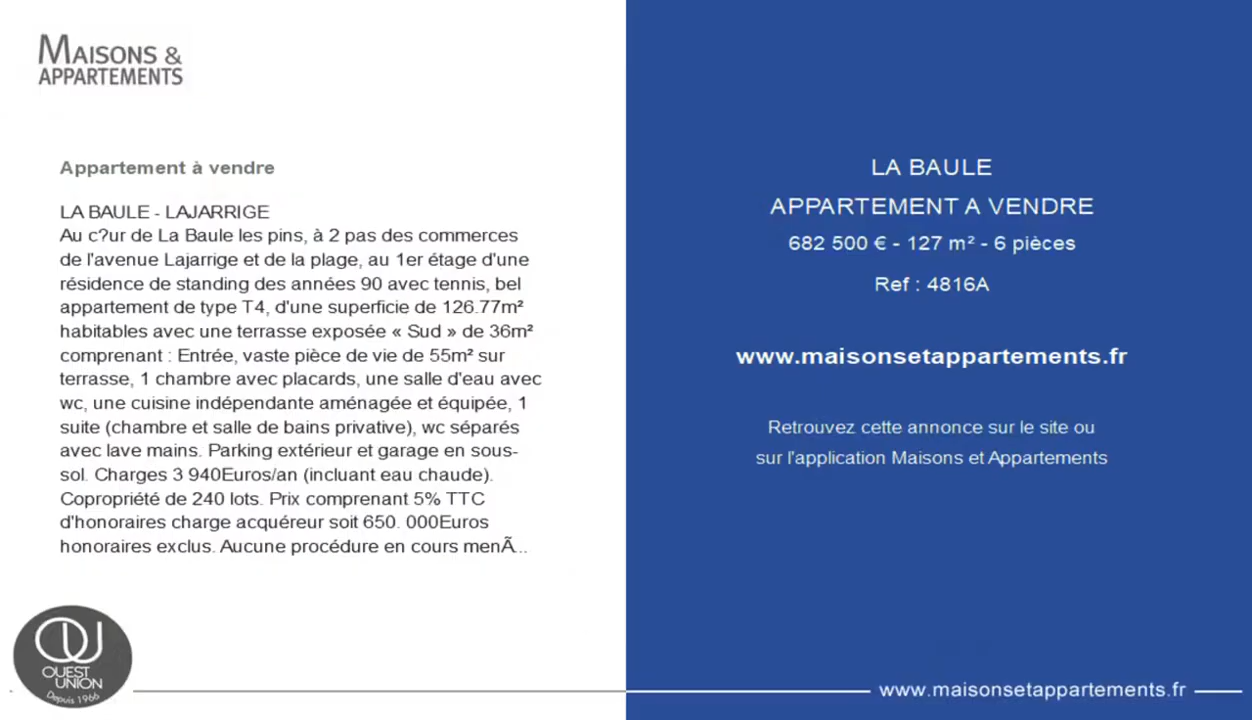 MAISONS &
APPARTEMENTS
Appartement à vendre
LA BAULE - LAJARRIGE
Au c?ur de La Baule les pins, à 2 pas des commerces
de l'avenue Lajarrige et de la plage, au 1er étage d'une
résidence de standing des années 90 avec tennis, bel
appartement de type T4, d'une superficie de 126.77m²
habitables avec une terrasse exposée « Sud » de 36m²
comprenant : Entrée, vaste pièce de vie de 55m² sur
terrasse, 1 chambre avec placards, une salle d'eau avec
wc, une cuisine indépendante aménagée et équipée, 1
suite (chambre et salle de bains privative), wc séparés
avec lave mains. Parking extérieur et garage en sous-
sol. Charges 3 940Euros/an (incluant eau chaude).
Copropriété de 240 lots. Prix comprenant 5% TTC
d'honoraires charge acquéreur soit 650. 000Euros
honoraires exclus. Aucune procédure en cours menÃ...
OUEST
UNION
Depuis 1966
LA BAULE
APPARTEMENT A VENDRE
682 500 € - 127 m² - 6 pièces
Ref : 4816A
www.maisonsetappartements.fr
Retrouvez cette annonce sur le site ou
sur l'application Maisons et Appartements
www.maisonsetappartements.fr